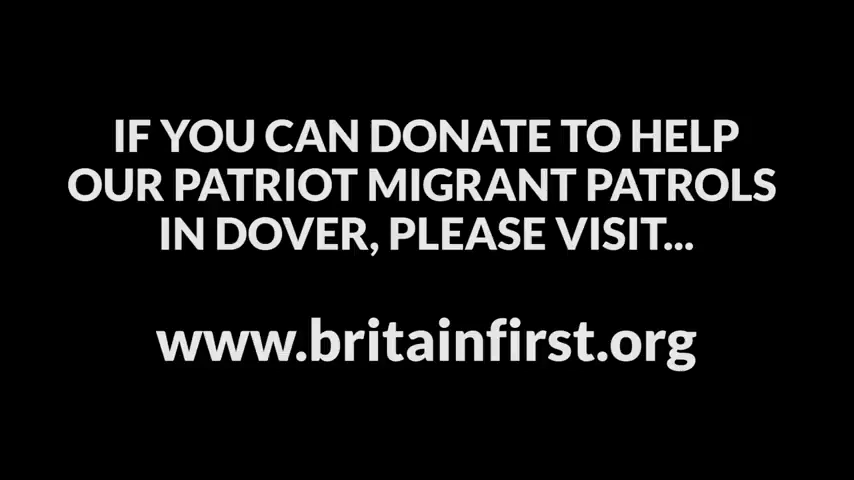 IF YOU CAN DONATE TO HELP
OUR PATRIOT MIGRANT PATROLS
IN DOVER, PLEASE VISIT...
www.britainfirst.org